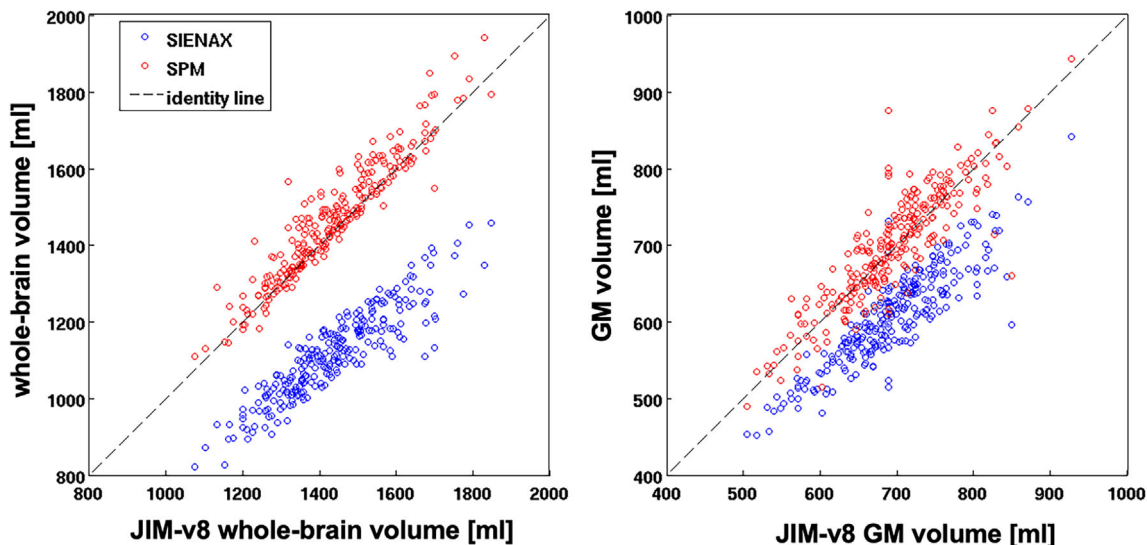 2000
1800
1600
1400
1200
1000
800
whole-brain volume [ml]
SIENAX
SPM
identity line
800 1000 1200 1400 1600 1800 2000
JIM-v8 whole-brain volume [ml]
1000
900
800
700
600
500
400
GM volume [ml]
400 500 600 700 800 900 1000
JIM-v8 GM volume [ml]